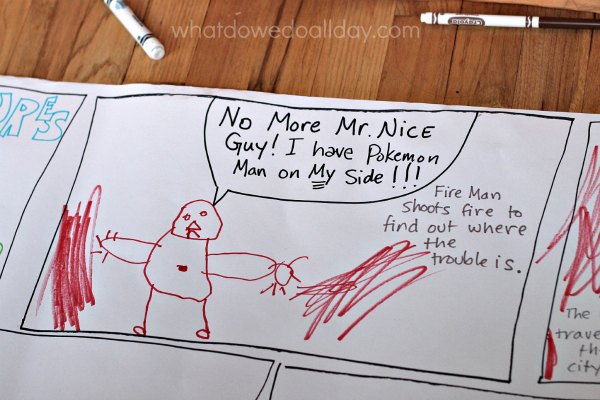 whatdowedoallday.com
Crayola
No More Mr. Nice
Guy! I have Pokemon
Man on My Side!!!
Fire Man
shoots fire to
find out where
the
trouble is.
The
trave
th
city